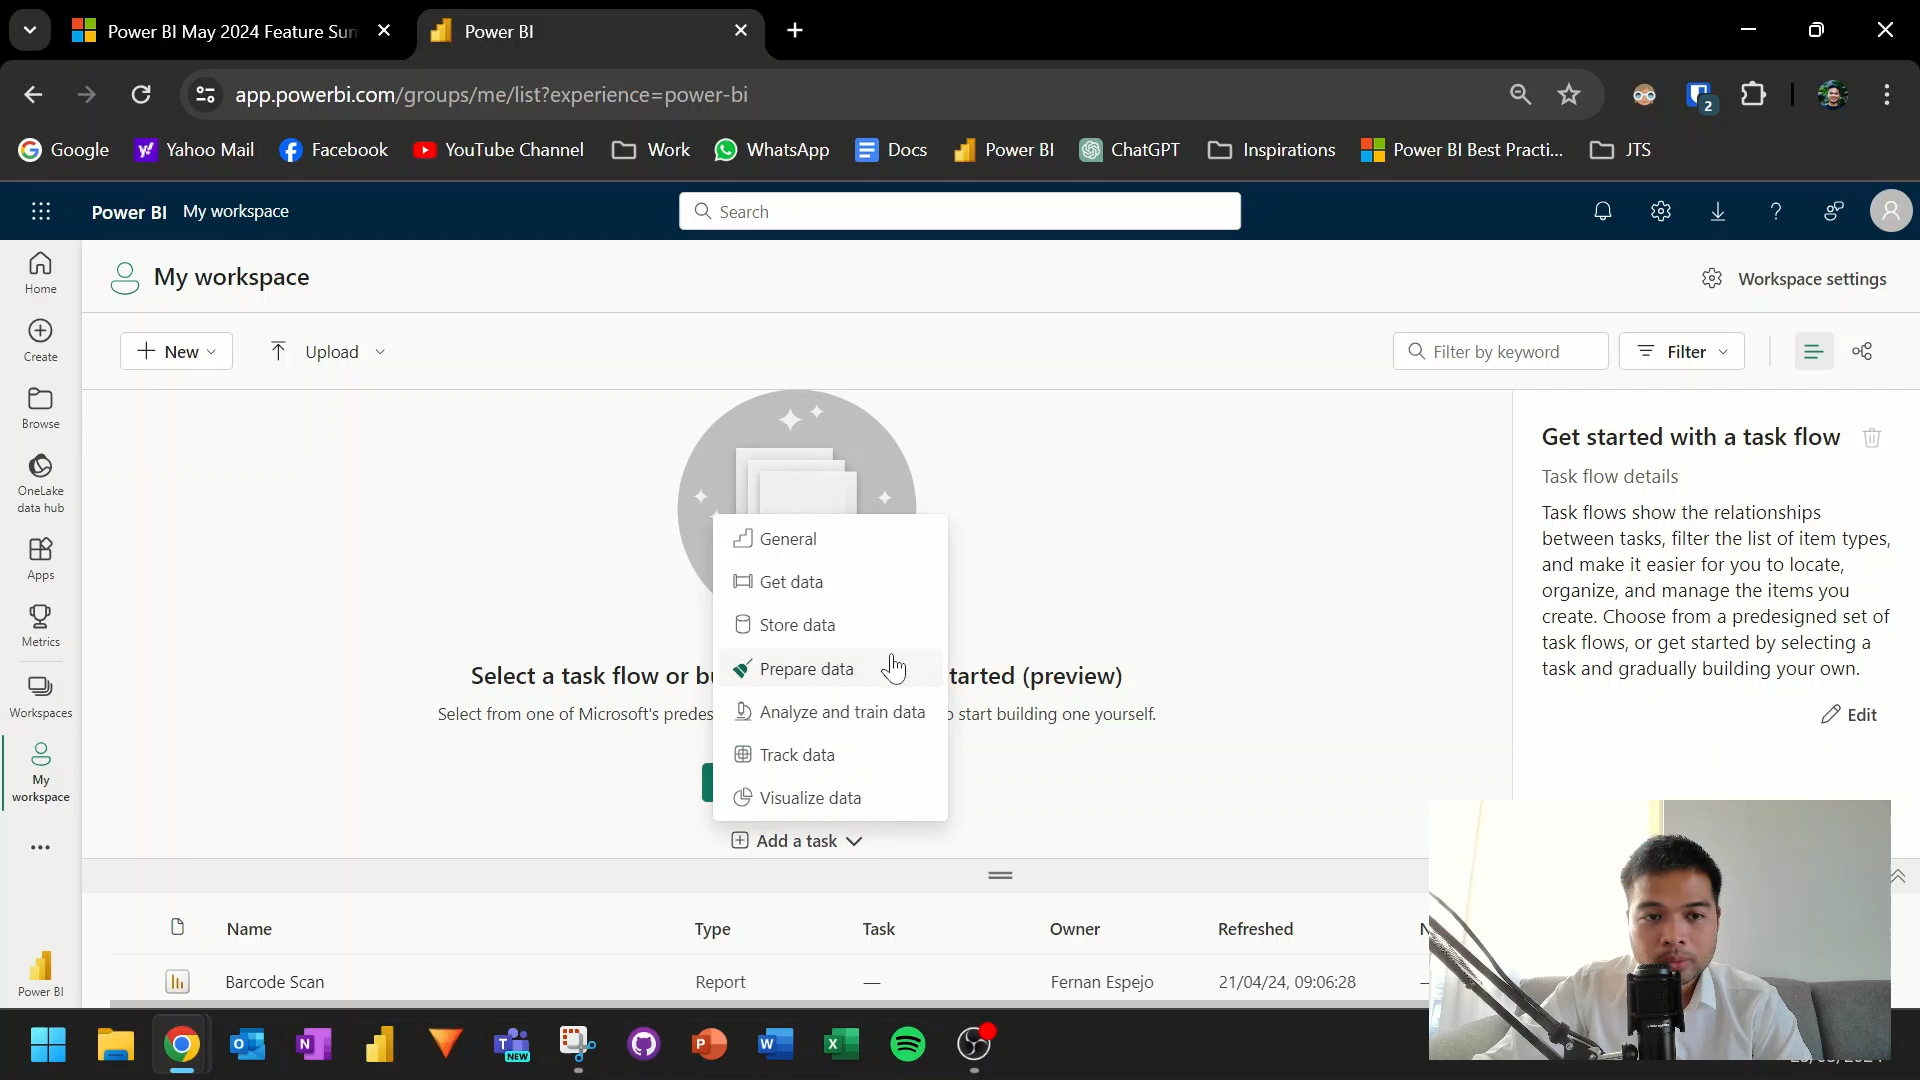 Power BI May 2024 Feature Sun
Power BI
app.powerbi.com/groups/me/list?experience=power-bi
2
Google
Yahoo Mail
Facebook
YouTube Channel
Work
WhatsApp
Docs
Power BI
ChatGPT
Inspirations
Power BI Best Practi...
JTS
Power BI My workspace
Search
Home
Create
Browse
OneLake
data hub
Apps
Metrics
Workspaces
My
workspace
Power BI
My workspace
Workspace settings
New
Upload
Filter by keyword
Filter
General
Get data
Store data
Prepare data
Analyze and train data
Track data
Visualize data
Select a task flow or bu
tarted (preview)
Select from one of Microsoft's predes
start building one yourself.
Add a task
Get started with a task flow
Task flow details
Task flows show the relationships
between tasks, filter the list of item types,
and make it easier for you to locate,
organize, and manage the items you
create. Choose from a predesigned set of
task flows, or get started by selecting a
task and gradually building your own.
Edit
Name
Type
Task
Owner
Refreshed
Barcode Scan
Report
—
Fernan Espejo
21/04/24, 09:06:28
—
NEW